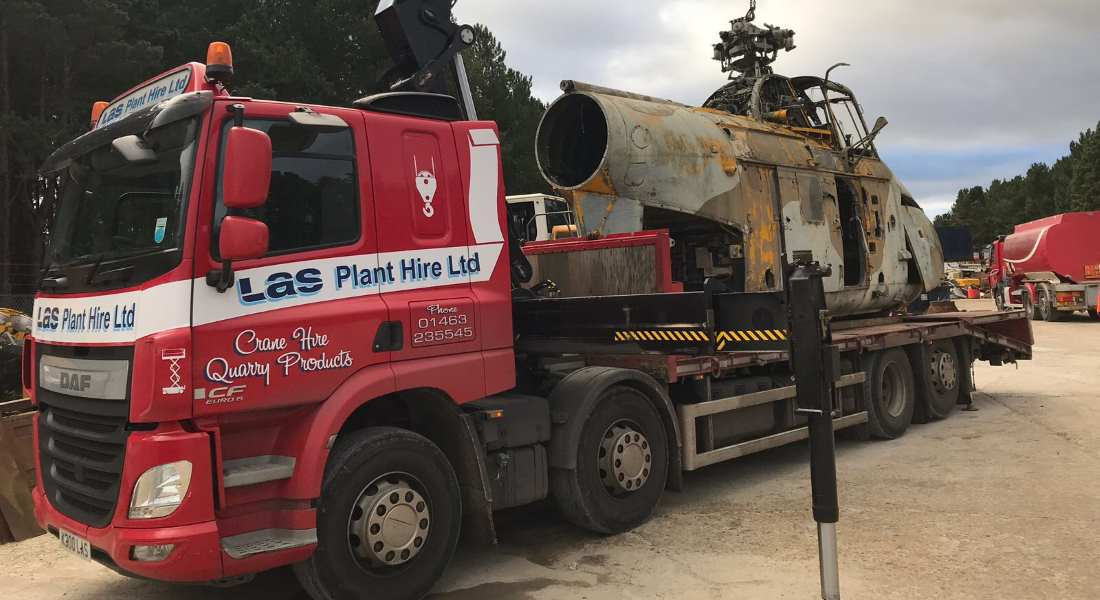 Las Plant Hire Ltd
Las Plant Hire Ltd
Las Plant Hire Ltd
Crane Hire
Quarry Products
Phone
01463
235545
DAF
CF
EURO 6